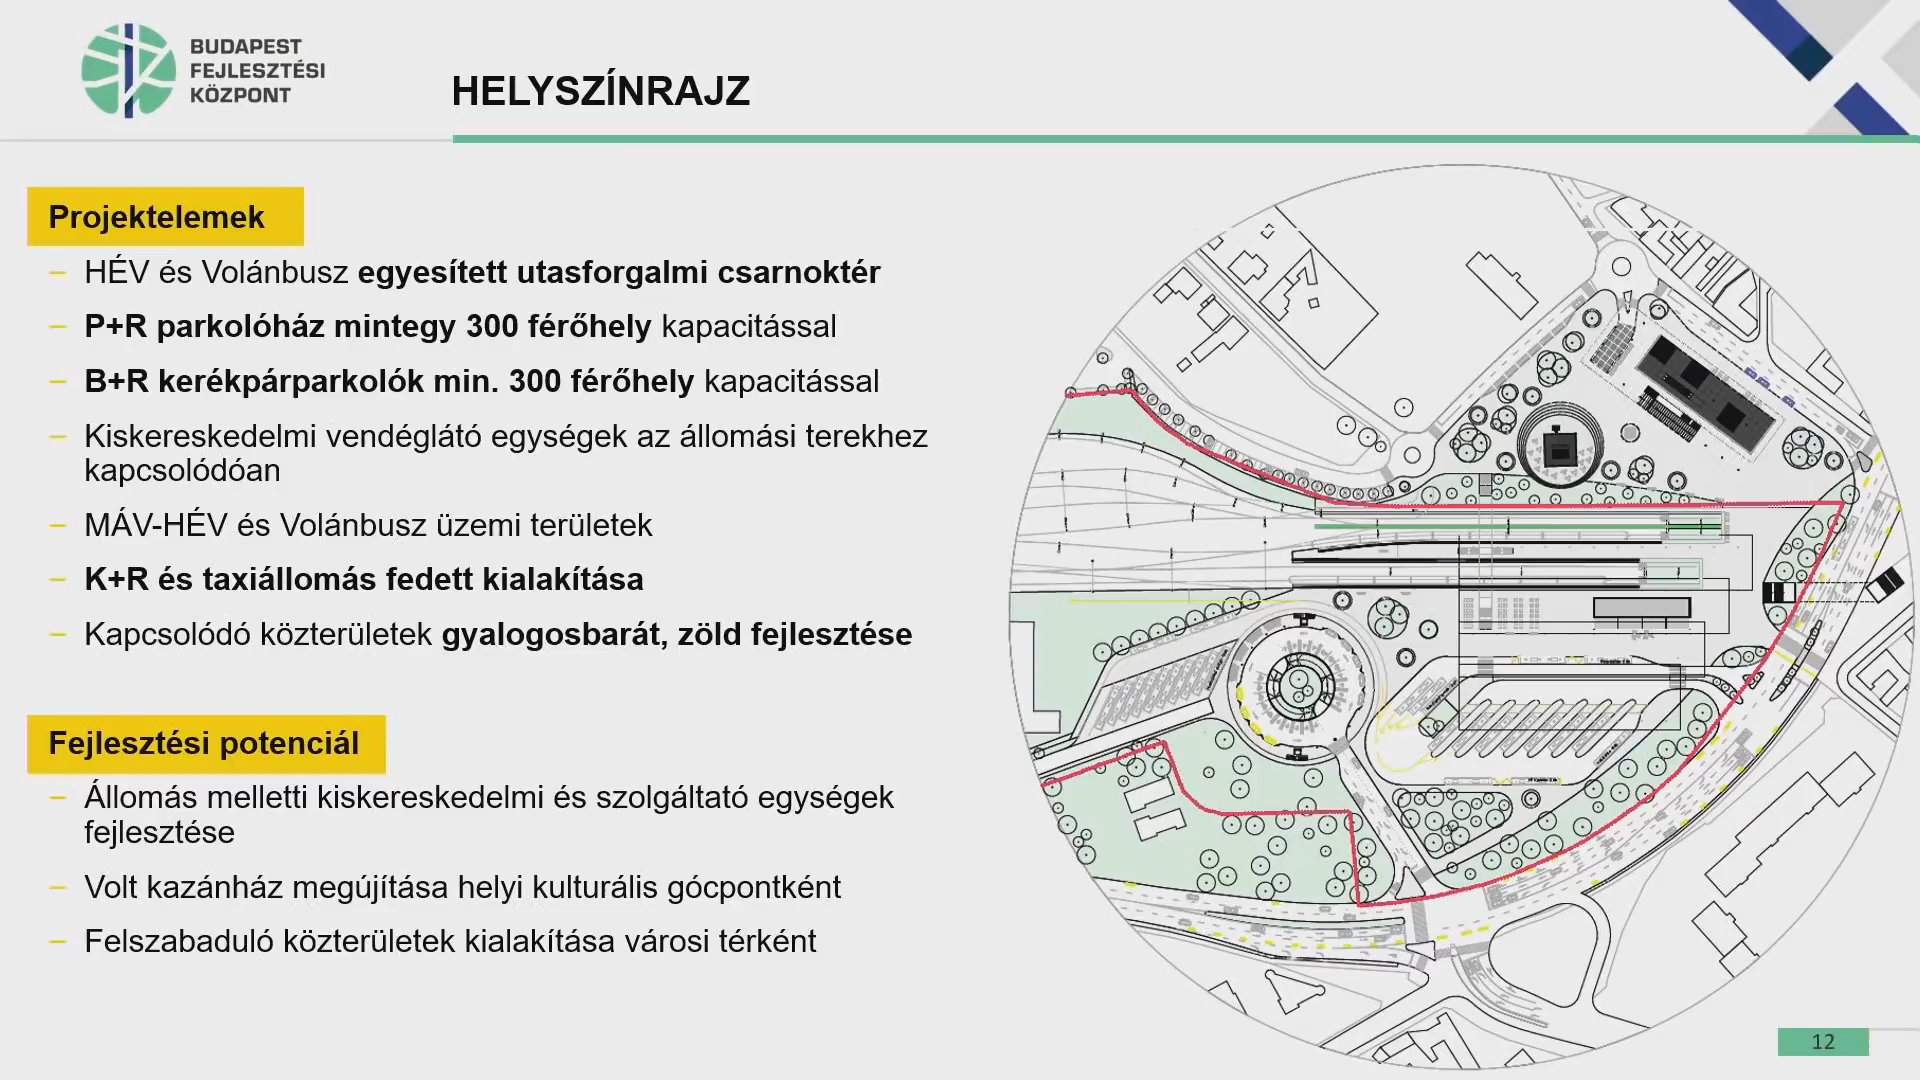 BUDAPEST
FEJLESZTÉSI
KÖZPONT
HELYSZÍNRAJZ
Projektelemek
– HÉV és Volánbusz egyesített utasforgalmi csarnoktér
– P+R parkolóház mintegy 300 férőhely kapacitással
– B+R kerékpárparkolók min. 300 férőhely kapacitással
– Kiskereskedelmi vendéglátó egységek az állomási terekhez
kapcsolódóan
– MÁV-HÉV és Volánbusz üzemi területek
– K+R és taxiállomás fedett kialakítása
– Kapcsolódó közterületek gyalogosbarát, zöld fejlesztése
Fejlesztési potenciál
– Állomás melletti kiskereskedelmi és szolgáltató egységek
fejlesztése
– Volt kazánház megújítása helyi kulturális gócpontként
– Felszabaduló közterületek kialakítása városi térként
12